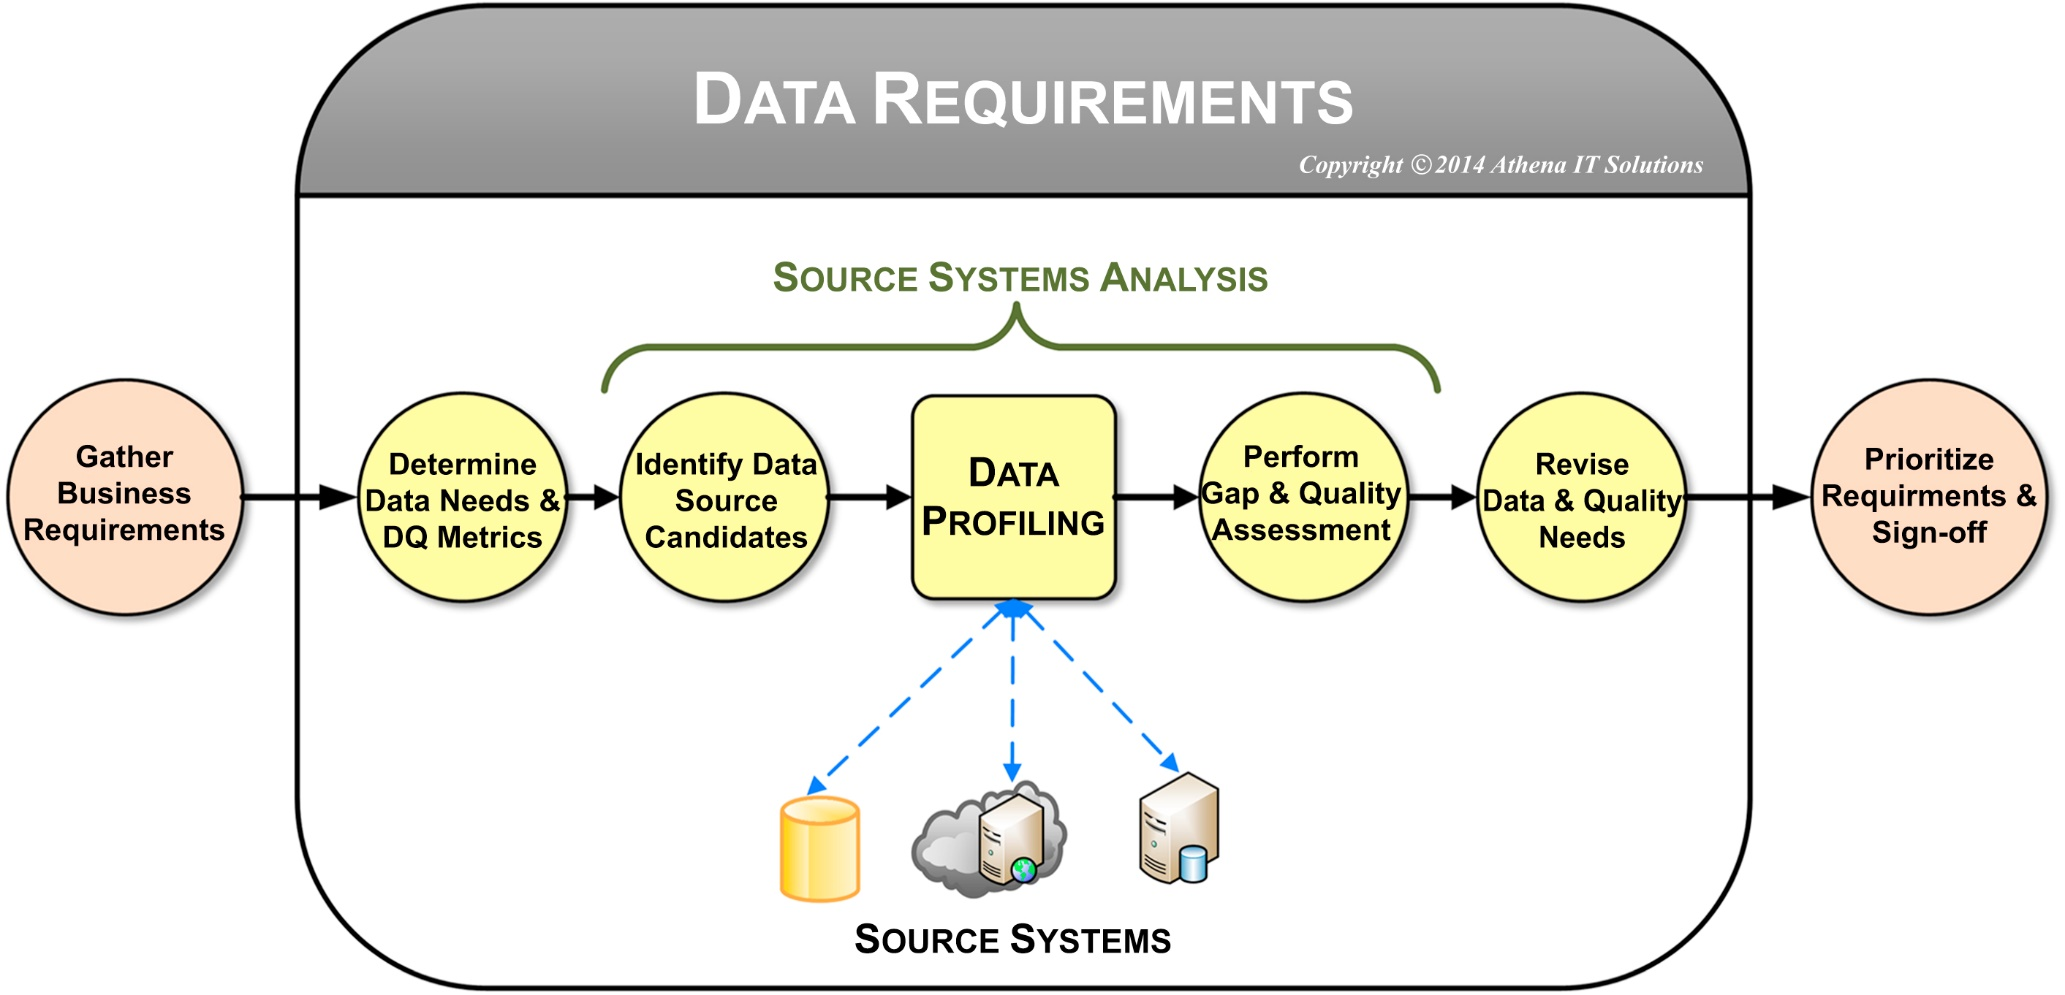 DATA REQUIREMENTS
Copyright ©2014 Athena IT Solutions
SOURCE SYSTEMS ANALYSIS
Gather
Business
Requirements
Determine
Data Needs &
DQ Metrics
Identify Data
Source
Candidates
DATA
PROFILING
Perform
Gap & Quality
Assessment
Revise
Data & Quality
Needs
Prioritize
Requirments &
Sign-off
SOURCE SYSTEMS